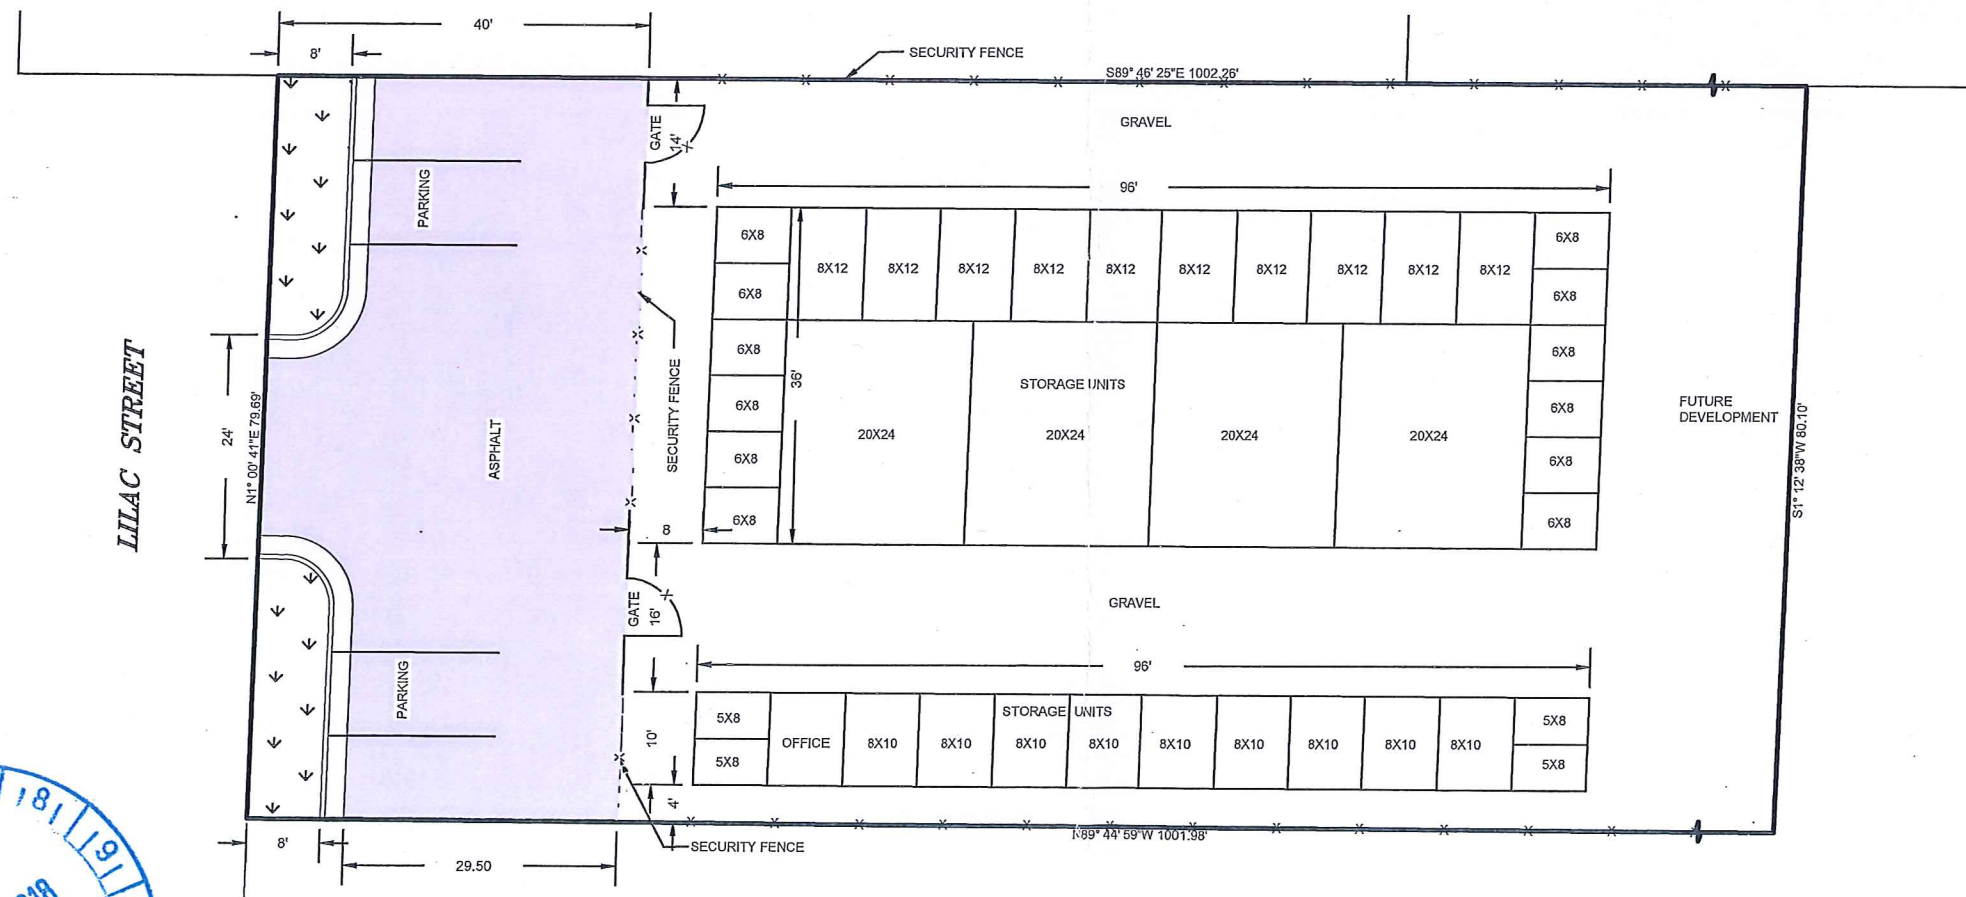 40'
8'
SECURITY FENCE
S89° 46' 25"E 1002.26'
GATE
14'
GRAVEL
PARKING
96'
6X8
6X8
8X12
8X12
8X12
8X12
8X12
8X12
8X12
8X12
8X12
8X12
6X8
6X8
6X8
6X8
6X8
6X8
6X8
6X8
36'
STORAGE UNITS
20X24
20X24
20X24
20X24
6X8
6X8
SECURITY FENCE
FUTURE
DEVELOPMENT
LILAC STREET
24'
N1° 00' 41"E 79.69'
ASPHALT
S1° 12' 38"W 80.10'
8
GATE
16'
GRAVEL
96'
PARKING
10'
5X8
5X8
OFFICE
STORAGE UNITS
8X10
8X10
8X10
8X10
8X10
8X10
8X10
8X10
8X10
5X8
5X8
4'
8'
29.50
SECURITY FENCE
N89° 44' 59"W 1001.98'
18
19